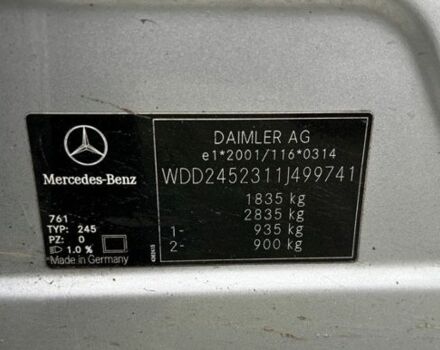 Mercedes-Benz
761
TYP: 245
PZ: 0
1.0 %
*Made in Germany
DAIMLER AG
e1*2001/116*0314
WDD2452311J499741
1835 kg
2835 kg
1- 935 kg
2- 900 kg